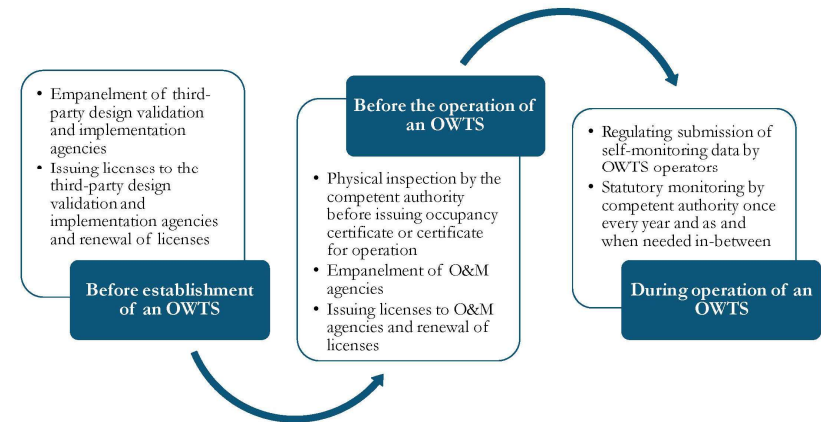 • Empanelment of third-
party design validation
and implementation
agencies
• Issuing licenses to the
third-party design
validation and
implementation agencies
and renewal of licenses
Before establishment
of an OWTS
Before the operation of
an OWTS
• Physical inspection by the
competent authority
before issuing occupancy
certificate or certificate
for operation
• Empanelment of O&M
agencies
• Issuing licenses to O&M
agencies and renewal of
licenses
• Regulating submission of
self-monitoring data by
OWTS operators
• Statutory monitoring by
competent authority once
every year and as and
when needed in-between
During operation of an
OWTS